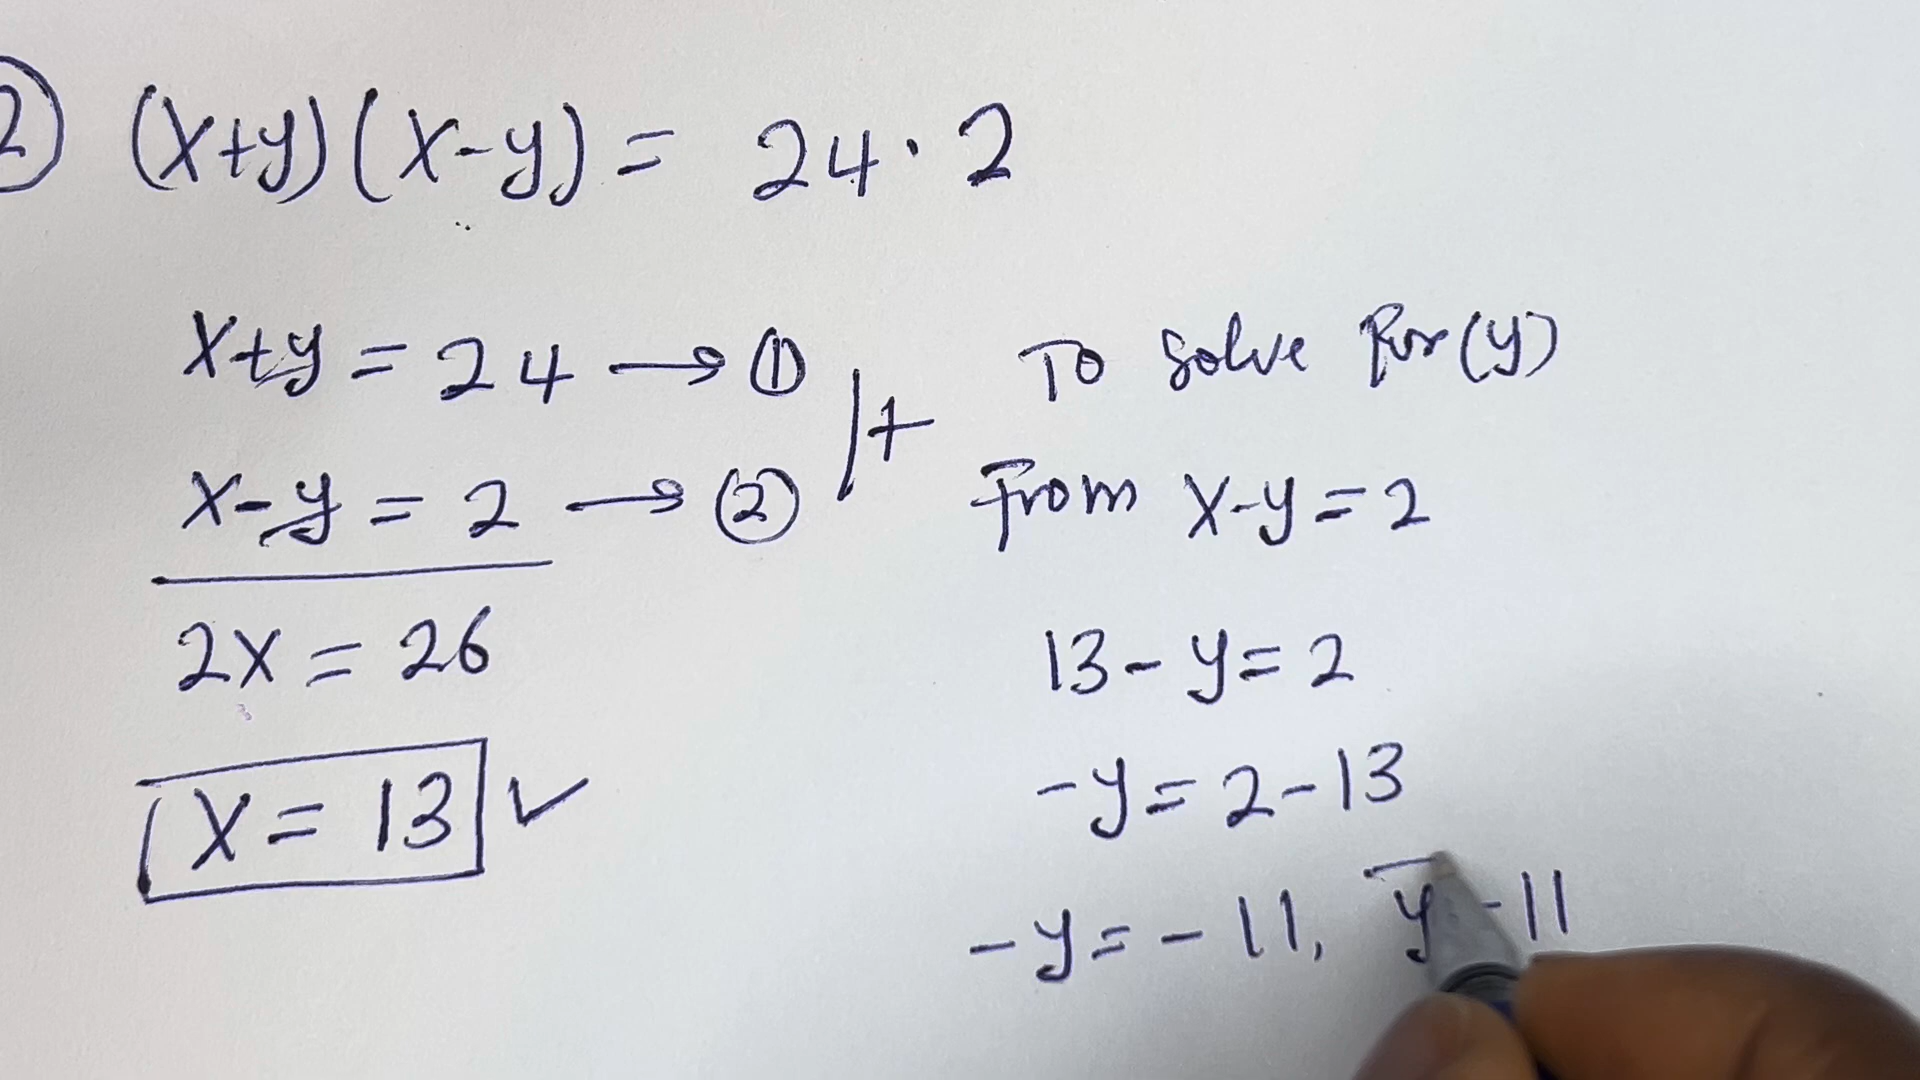 ② (x+y)(x-y) = 24·2
x+y = 24 → ①
x-y = 2 → ②
|+
2x = 26
x = 13 ✓
To solve for (y)
From x-y=2
13-y=2
-y=2-13
-y=-11, y=11